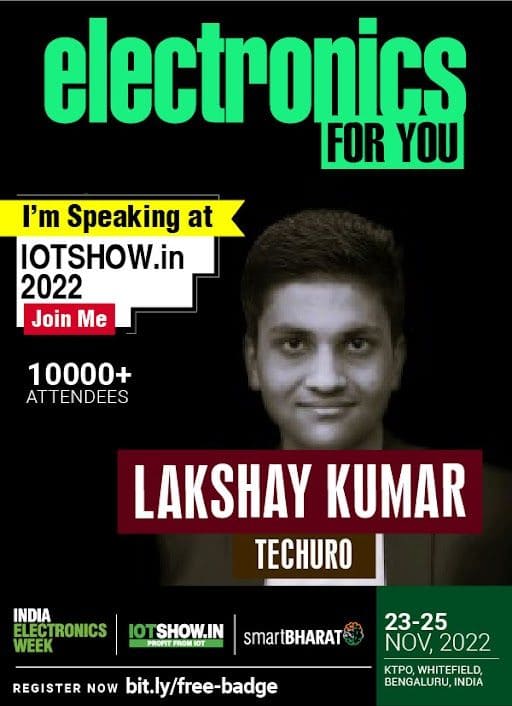 electronics
FOR YOU
I'm Speaking at
IOTSHOW.in
2022
Join Me
10000+
ATTENDEES
LAKSHAY KUMAR
TECHURO
INDIA
ELECTRONICS
WEEK
IOTSHOW.IN
PROFIT FROM IOT
smartBHARAT
23-25
NOV, 2022
KTPO, WHITEFIELD,
BENGALURU, INDIA
REGISTER NOW bit.ly/free-badge